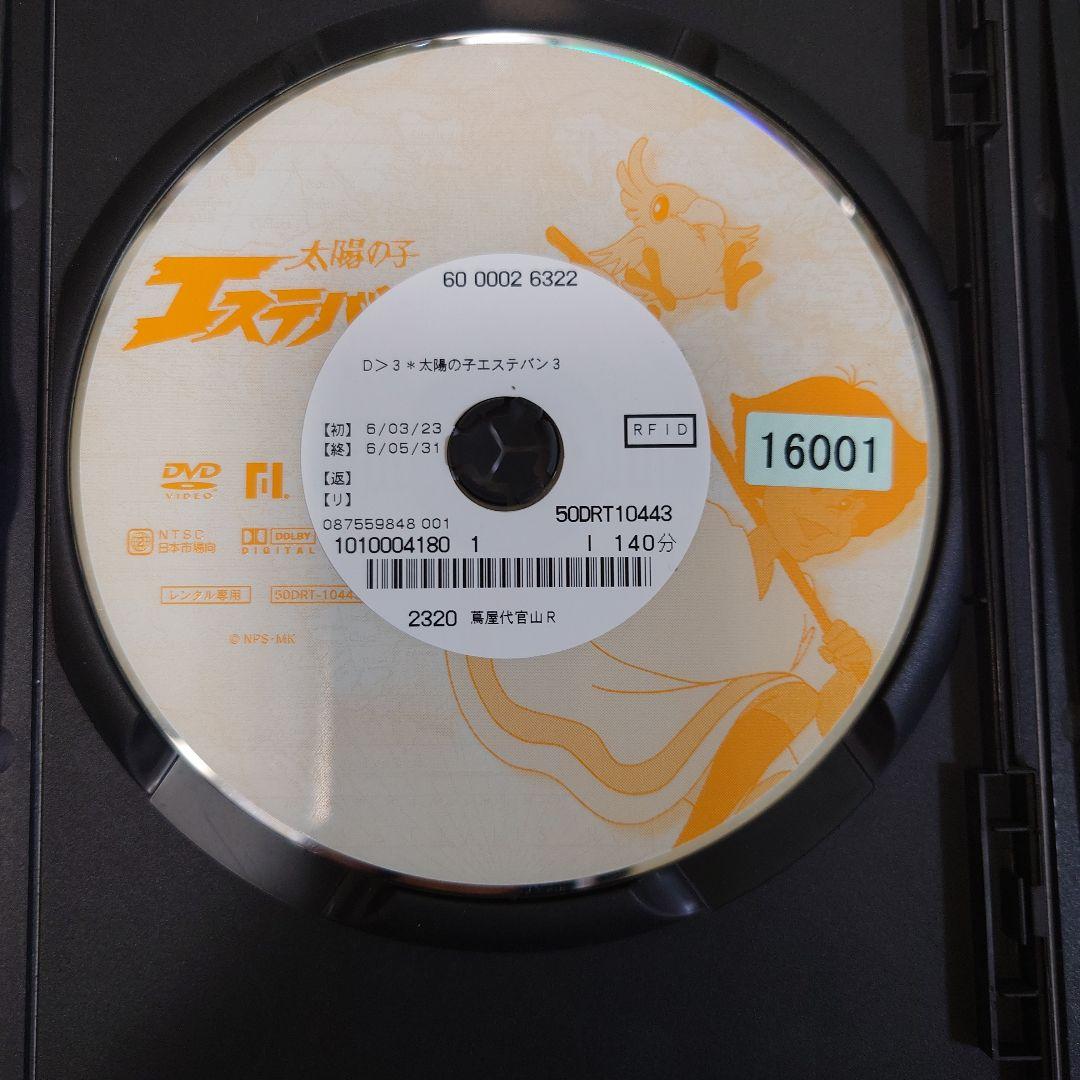 太陽の子
エステバン
60 0002 6322
D＞3＊太陽の子エステバン3
【初】 6/03/23
【終】 6/05/31
【返】
【リ】
RFID
16001
DVD
VIDEO
NTSC
日本市場向
DOLBY
DIGITAL
087559848 001
50DRT10443
1010004180 1 I 140分
レンタル専用
50DRT-1044
2320 蔦屋代官山R
© NPS・MK